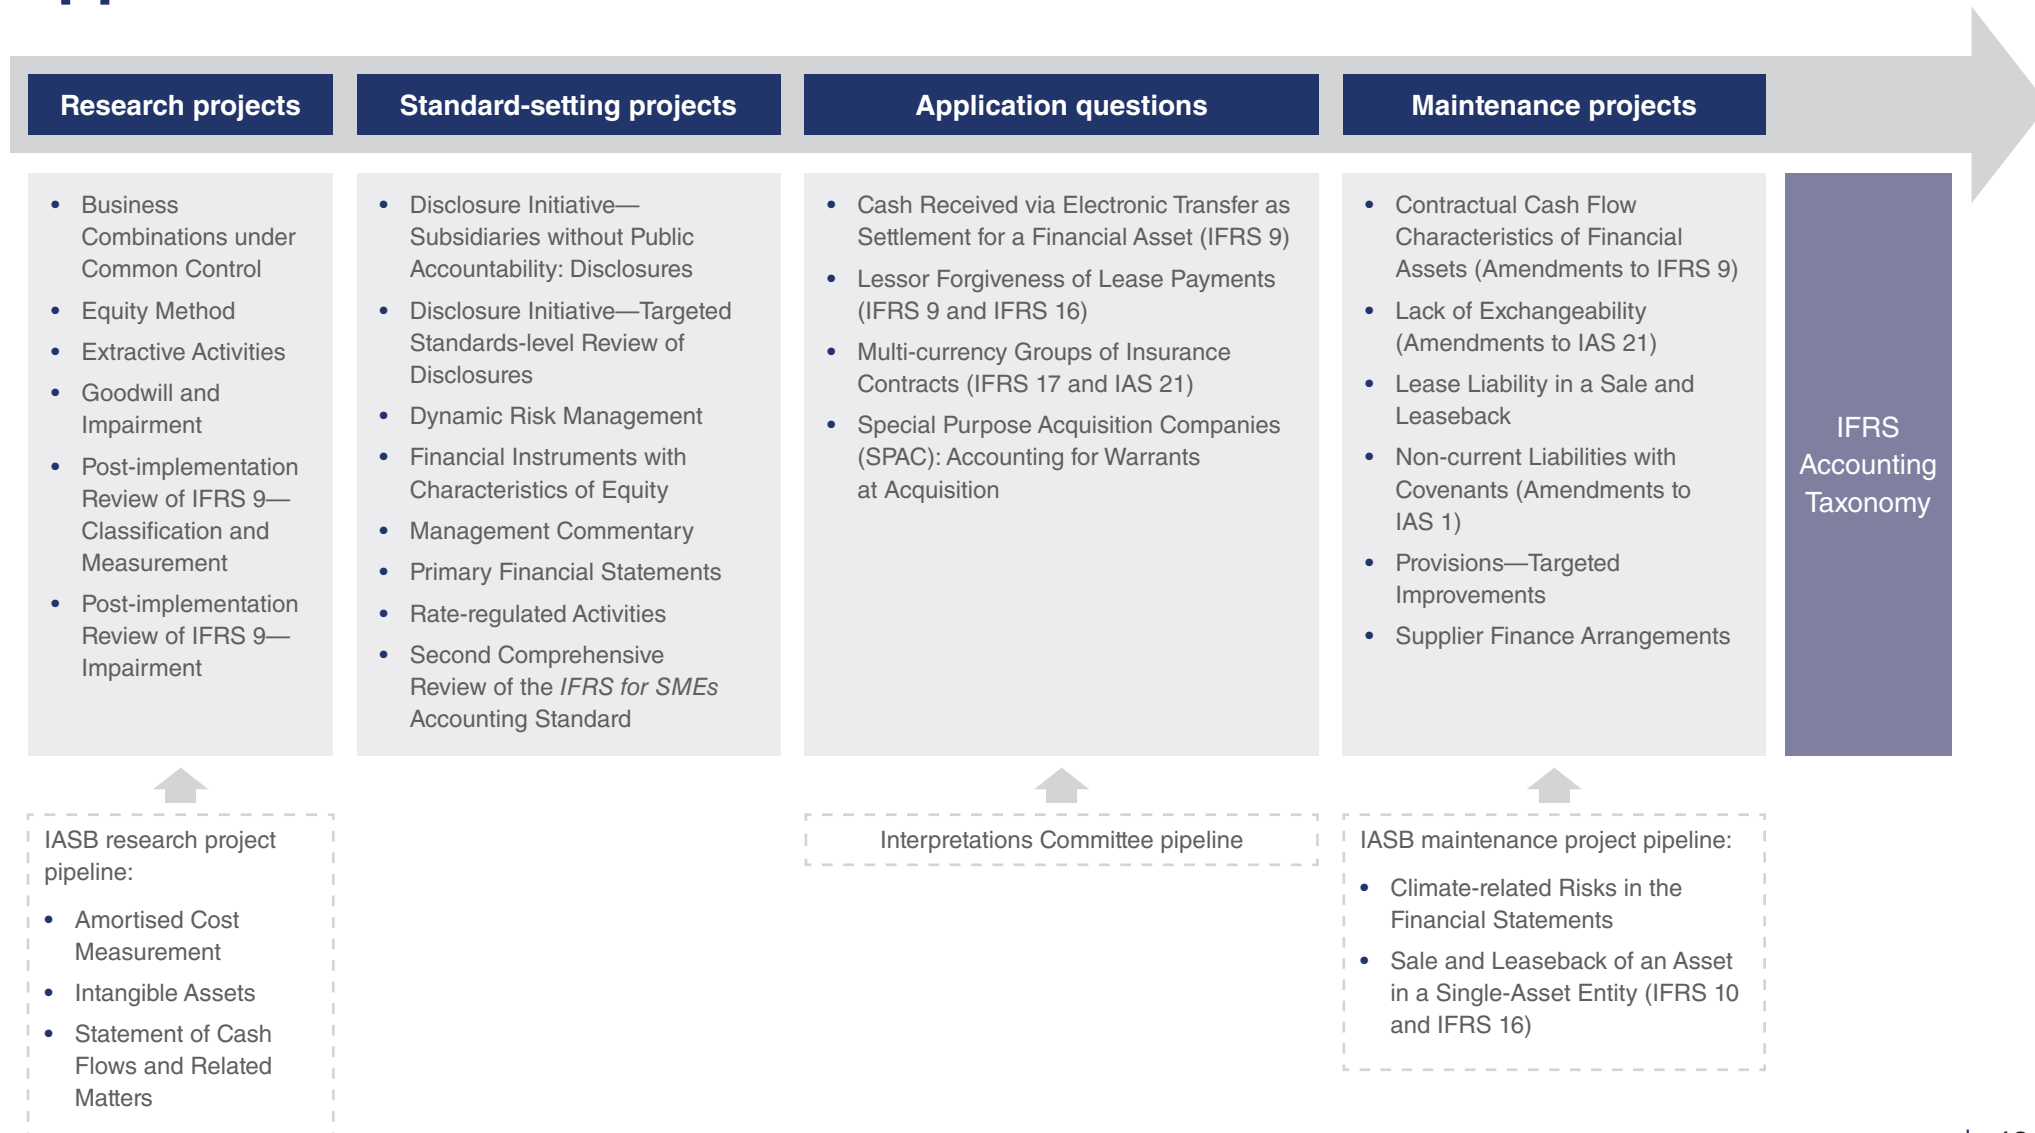 Research projects
Standard-setting projects
Application questions
Maintenance projects
• Business
Combinations under
Common Control
• Equity Method
• Extractive Activities
• Goodwill and
Impairment
• Post-implementation
Review of IFRS 9—
Classification and
Measurement
• Post-implementation
Review of IFRS 9—
Impairment
• Disclosure Initiative—
Subsidiaries without Public
Accountability: Disclosures
• Disclosure Initiative—Targeted
Standards-level Review of
Disclosures
• Dynamic Risk Management
• Financial Instruments with
Characteristics of Equity
• Management Commentary
• Primary Financial Statements
• Rate-regulated Activities
• Second Comprehensive
Review of the IFRS for SMEs
Accounting Standard
• Cash Received via Electronic Transfer as
Settlement for a Financial Asset (IFRS 9)
• Lessor Forgiveness of Lease Payments
(IFRS 9 and IFRS 16)
• Multi-currency Groups of Insurance
Contracts (IFRS 17 and IAS 21)
• Special Purpose Acquisition Companies
(SPAC): Accounting for Warrants
at Acquisition
• Contractual Cash Flow
Characteristics of Financial
Assets (Amendments to IFRS 9)
• Lack of Exchangeability
(Amendments to IAS 21)
• Lease Liability in a Sale and
Leaseback
• Non-current Liabilities with
Covenants (Amendments to
IAS 1)
• Provisions—Targeted
Improvements
• Supplier Finance Arrangements
IFRS
Accounting
Taxonomy
IASB research project
pipeline:
• Amortised Cost
Measurement
• Intangible Assets
• Statement of Cash
Flows and Related
Matters
Interpretations Committee pipeline
IASB maintenance project pipeline:
• Climate-related Risks in the
Financial Statements
• Sale and Leaseback of an Asset
in a Single-Asset Entity (IFRS 10
and IFRS 16)